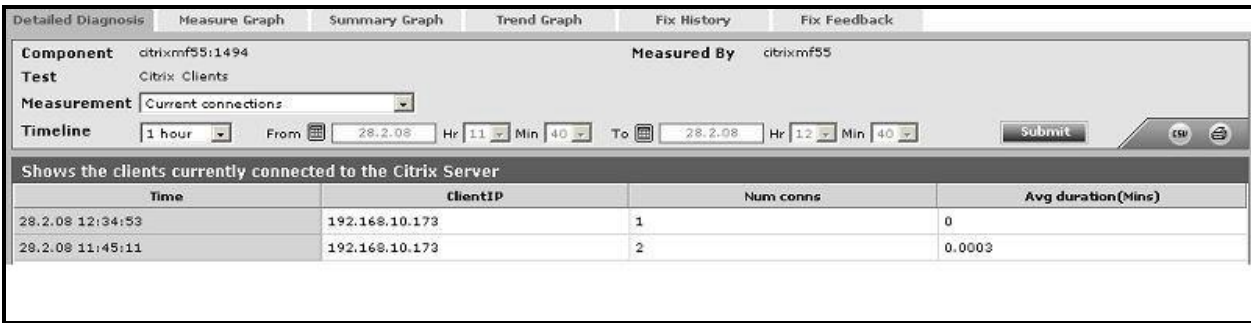 Detailed Diagnosis Measure Graph Summary Graph Trend Graph Fix History Fix Feedback
Component citrixmf55:1494 Measured By citrixmf55
Test Citrix Clients
Measurement Current connections
Timeline 1 hour From 28.2.08 Hr 11 Min 40 To 28.2.08 Hr 12 Min 40 Submit CSV
Shows the clients currently connected to the Citrix Server
Time ClientIP Num conns Avg duration(Mins)
28.2.08 12:34:53 192.168.10.173 1 0
28.2.08 11:45:11 192.168.10.173 2 0.0003